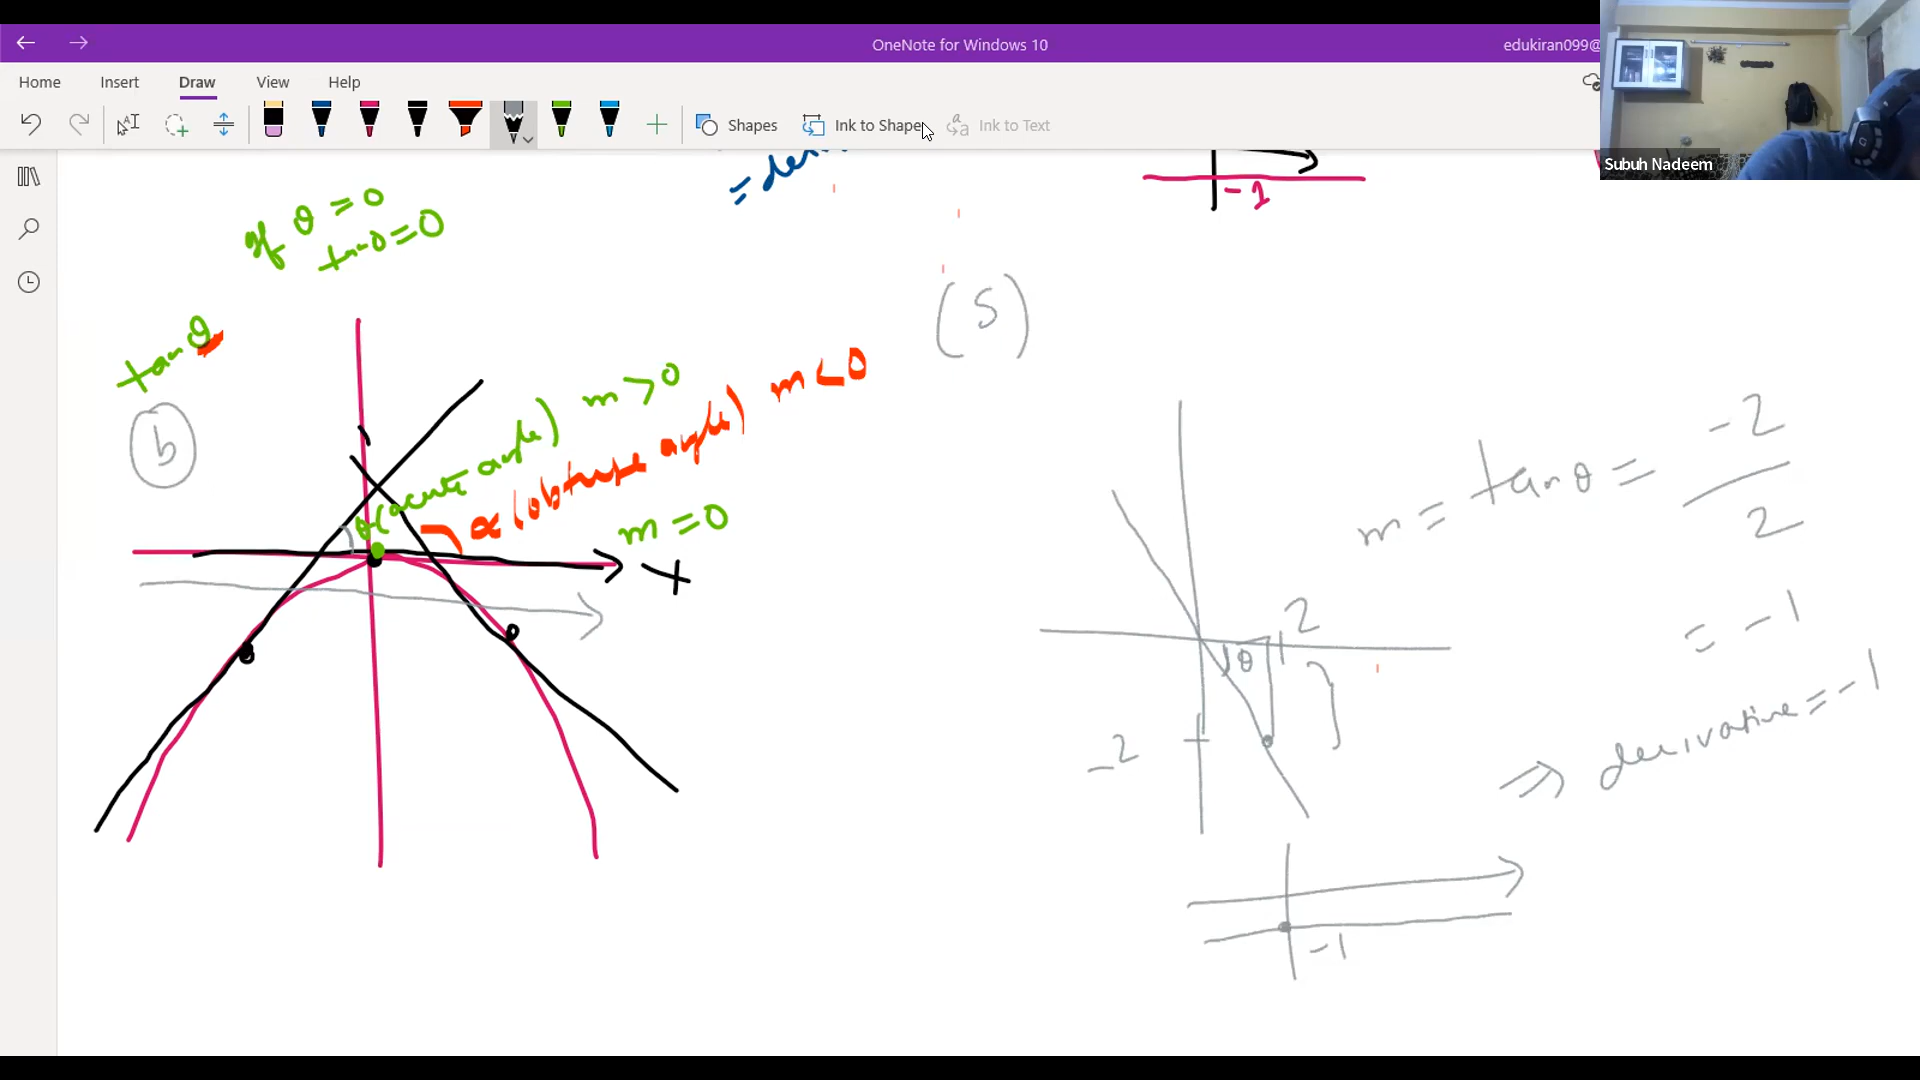 OneNote for Windows 10
edukiran099@
Home Insert Draw View Help
Shapes Ink to Shape Ink to Text
Subuh Nadeem
= der
-1
If θ = 0
tan 0 = 0
(5)
tan θ
b
θ (acute angle) m > 0
α (obtuse angle) m < 0
m = 0
x
m = tan θ = -2
2
= -1
⇒ derivative = -1
2
θ
-2
-1